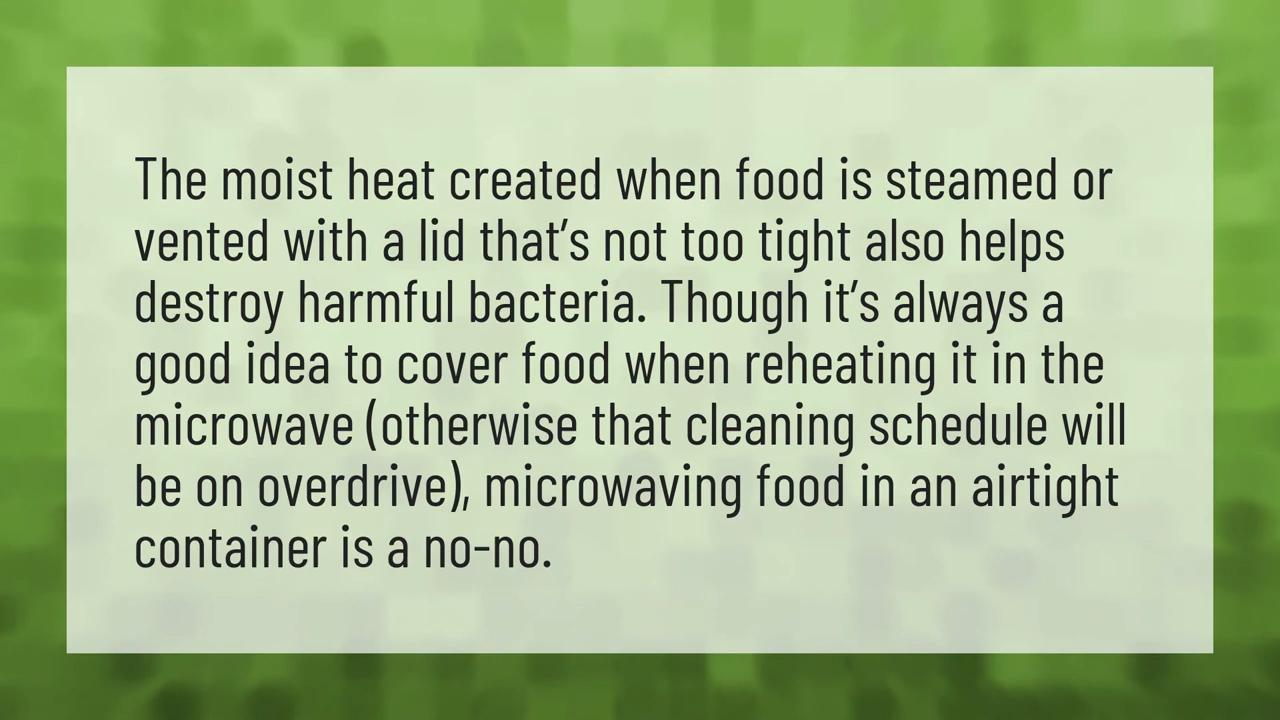 The moist heat created when food is steamed or
vented with a lid that’s not too tight also helps
destroy harmful bacteria. Though it’s always a
good idea to cover food when reheating it in the
microwave (otherwise that cleaning schedule will
be on overdrive), microwaving food in an airtight
container is a no-no.